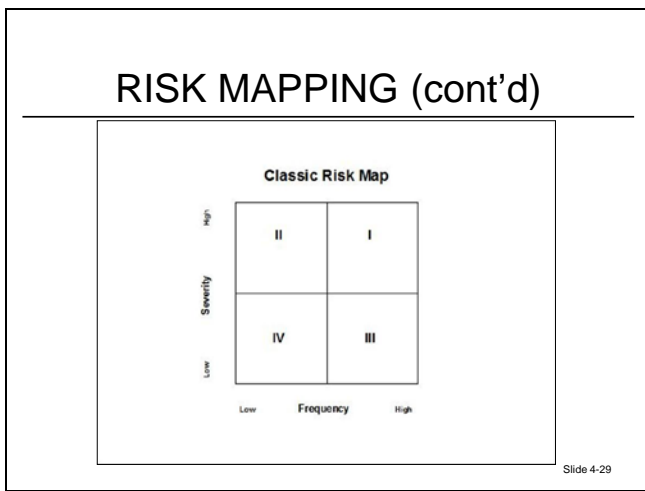 RISK MAPPING (cont’d)
Classic Risk Map
High
Severity
Low
II
I
IV
III
Low
Frequency
High
Slide 4-29